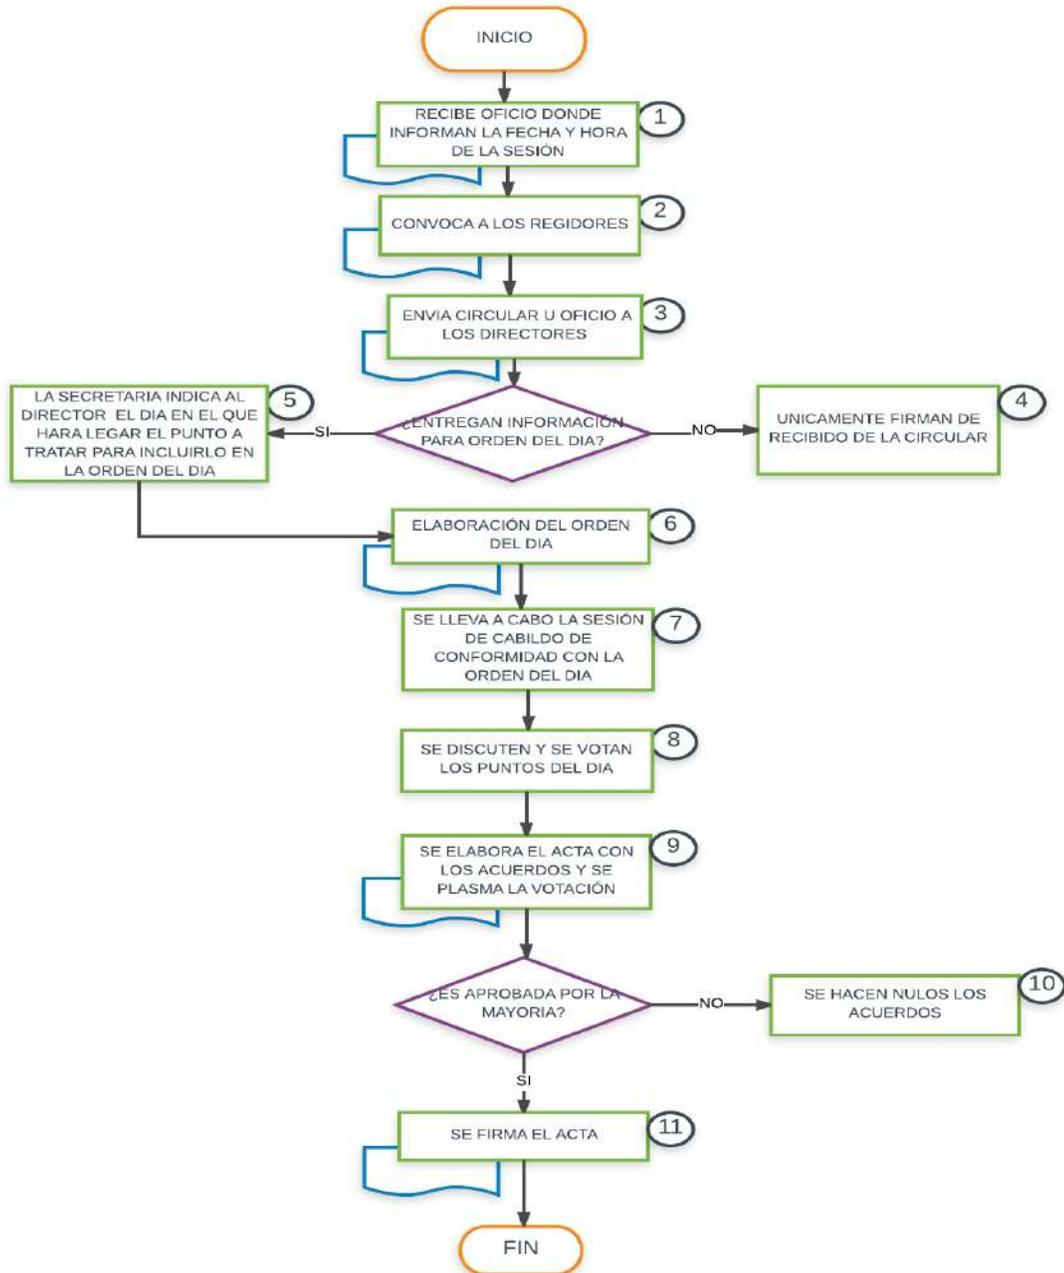 INICIO
RECIBE OFICIO DONDE
INFORMAN LA FECHA Y HORA
DE LA SESIÓN
1
CONVOCA A LOS REGIDORES
2
ENVIA CIRCULAR U OFICIO A
LOS DIRECTORES
3
¿ENTREGAN INFORMACIÓN
PARA ORDEN DEL DIA?
NO
UNICAMENTE FIRMAN DE
RECIBIDO DE LA CIRCULAR
4
SI
LA SECRETARIA INDICA AL
DIRECTOR EL DIA EN EL QUE
HARA LEGAR EL PUNTO A
TRATAR PARA INCLUIRLO EN
LA ORDEN DEL DIA
5
ELABORACIÓN DEL ORDEN
DEL DIA
6
SE LLEVA A CABO LA SESIÓN
DE CABILDO DE
CONFORMIDAD CON LA
ORDEN DEL DIA
7
SE DISCUTEN Y SE VOTAN
LOS PUNTOS DEL DIA
8
SE ELABORA EL ACTA CON
LOS ACUERDOS Y SE
PLASMA LA VOTACIÓN
9
¿ES APROBADA POR LA
MAYORIA?
NO
SE HACEN NULOS LOS
ACUERDOS
10
SI
SE FIRMA EL ACTA
11
FIN